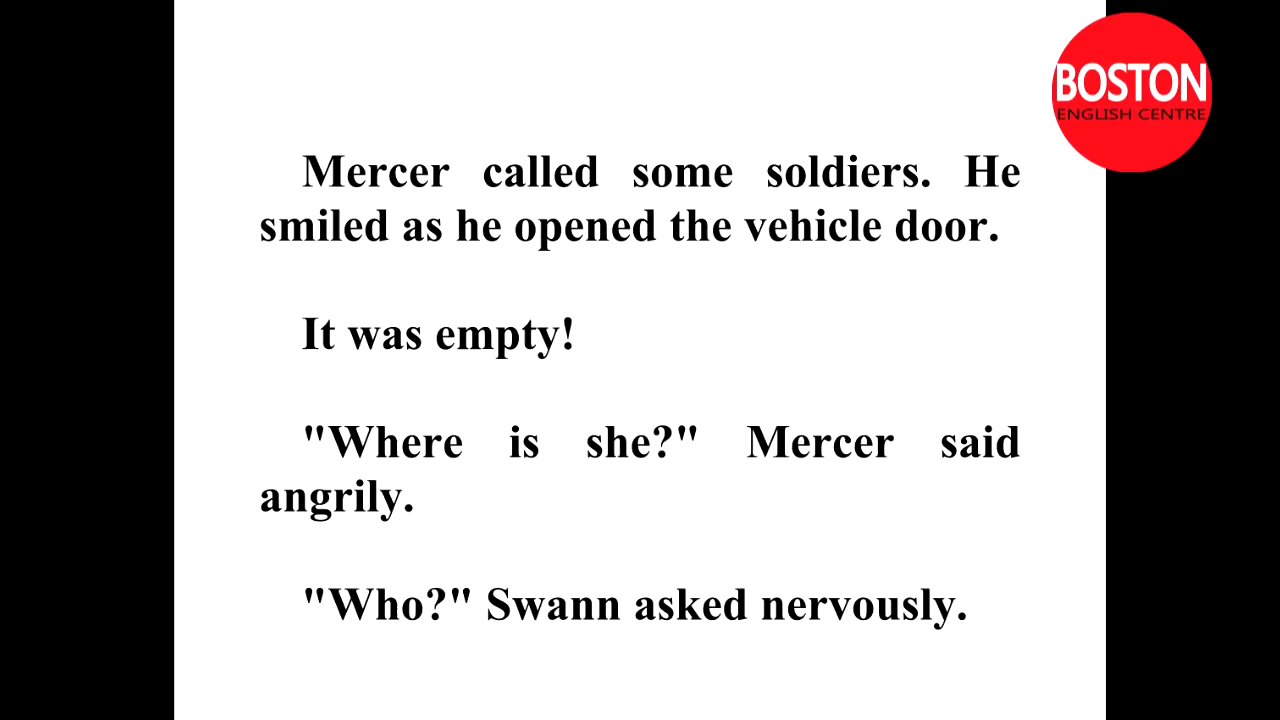 BOSTON
ENGLISH CENTRE
Mercer called some soldiers. He
smiled as he opened the vehicle door.
It was empty!
"Where is she?" Mercer said
angrily.
"Who?" Swann asked nervously.